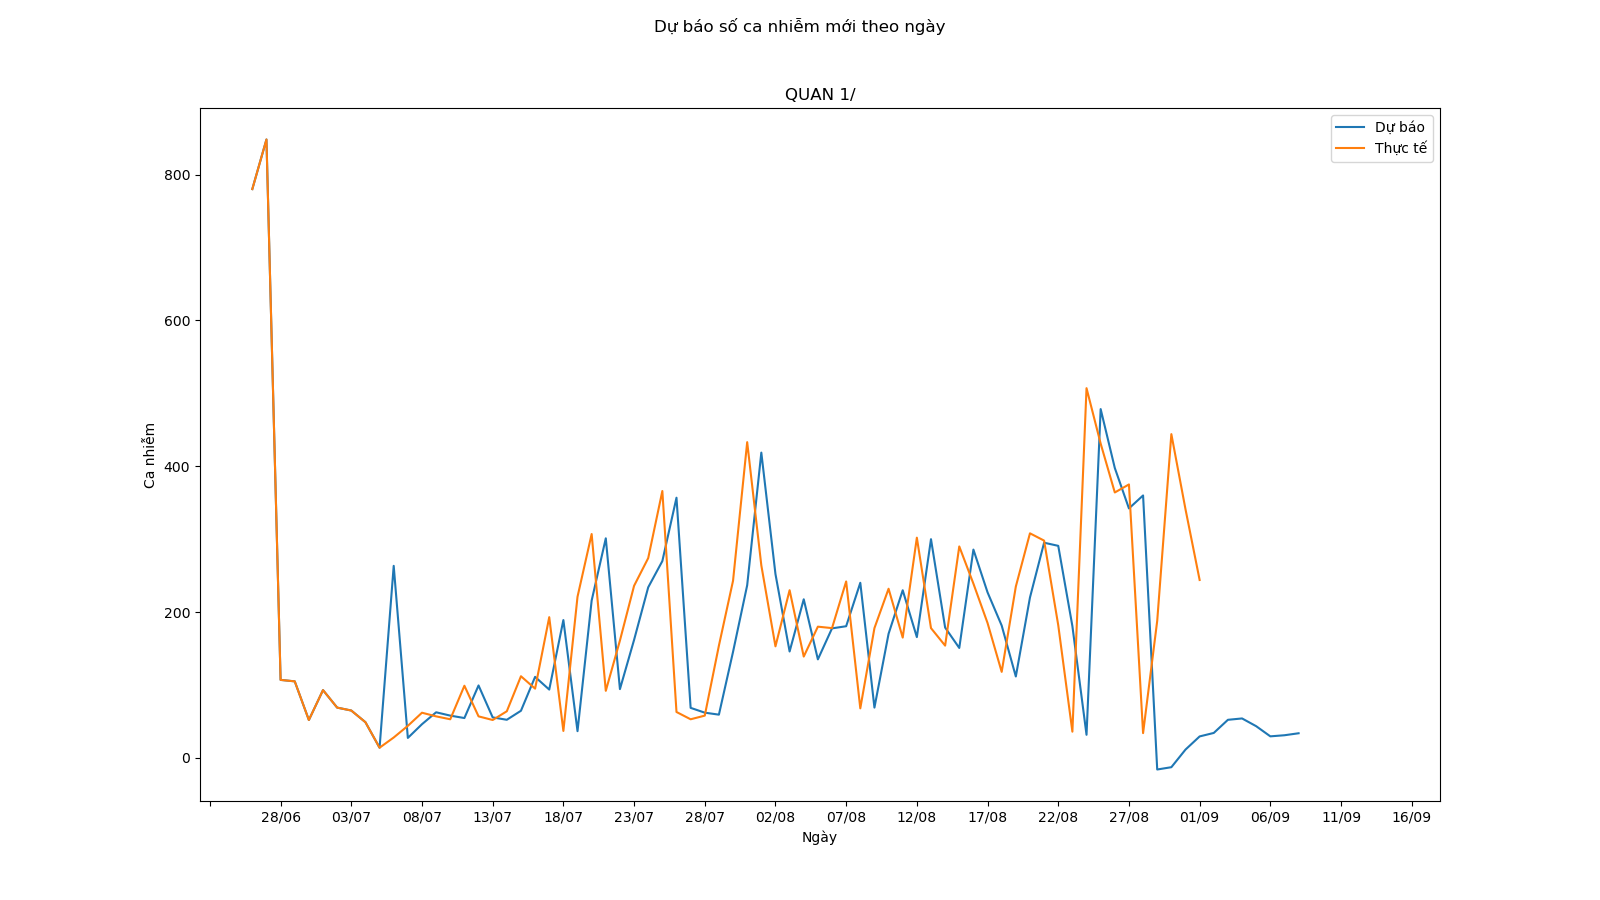 Dự báo số ca nhiễm mới theo ngày
QUAN 1/
Dự báo
Thực tế
800
600
400
200
0
Ca nhiễm
28/06 03/07 08/07 13/07 18/07 23/07 28/07 02/08 07/08 12/08 17/08 22/08 27/08 01/09 06/09 11/09 16/09
Ngày